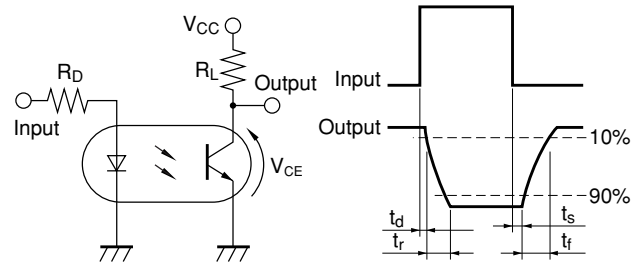 VCC
RL
RD
Output
Input
VCE
Input
Output
10%
90%
td
ts
tr
tf